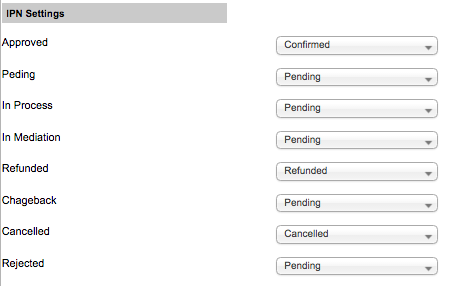 IPN Settings
Approved Confirmed
Peding Pending
In Process Pending
In Mediation Pending
Refunded Refunded
Chageback Pending
Cancelled Cancelled
Rejected Pending